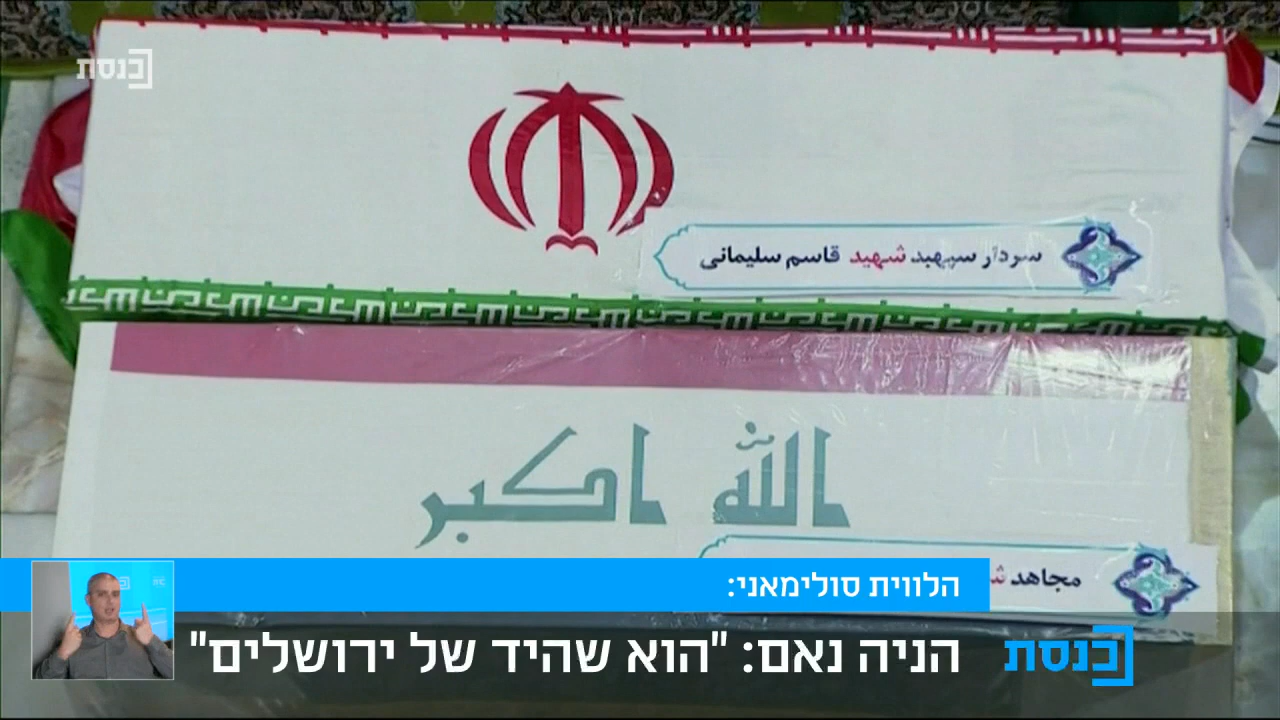 כנסת
سردار سپهبد شهید قاسم سلیمانی
الله اکبر
مجاهد
הלווית סולימאני:
הניה נאם: "הוא שהיד של ירושלים"
כנסת